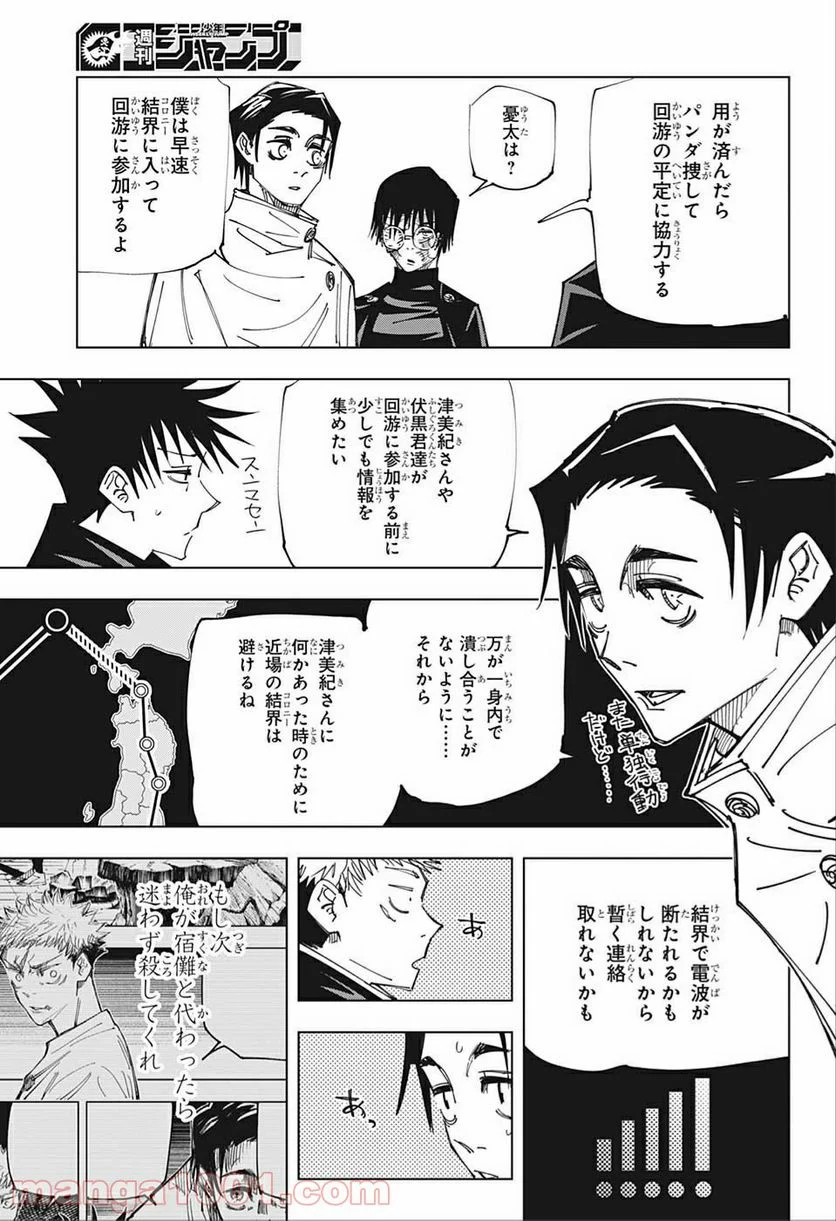 週刊
少年
ジャンプ
用が済んだら
パンダ捜して
回游の平定に協力する
憂太は?
僕は早速
結界に入って
回游に参加するよ
津美紀さんや
伏黒君達が
回游に参加する前に
少しでも情報を
集めたい
スンマセン
万が一身内で
潰し合うことが
ないように……
それから
また単独行動
だけど……
津美紀さんに
何かあった時のために
近場の結界は
避けるね
結界で電波が
断たれるかも
しれないから
暫く連絡
取れないかも
あ
あっ
もし次
俺が宿儺と代わったら
迷わず殺してくれ
manga1001.com